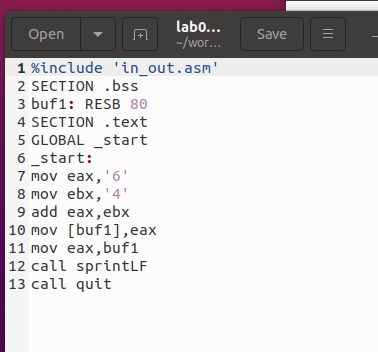 Open
lab0...
~/wor...
Save
1 %include 'in_out.asm'
2 SECTION .bss
3 buf1: RESB 80
4 SECTION .text
5 GLOBAL _start
6 _start:
7 mov eax,'6'
8 mov ebx,'4'
9 add eax,ebx
10 mov [buf1],eax
11 mov eax,buf1
12 call sprintLF
13 call quit